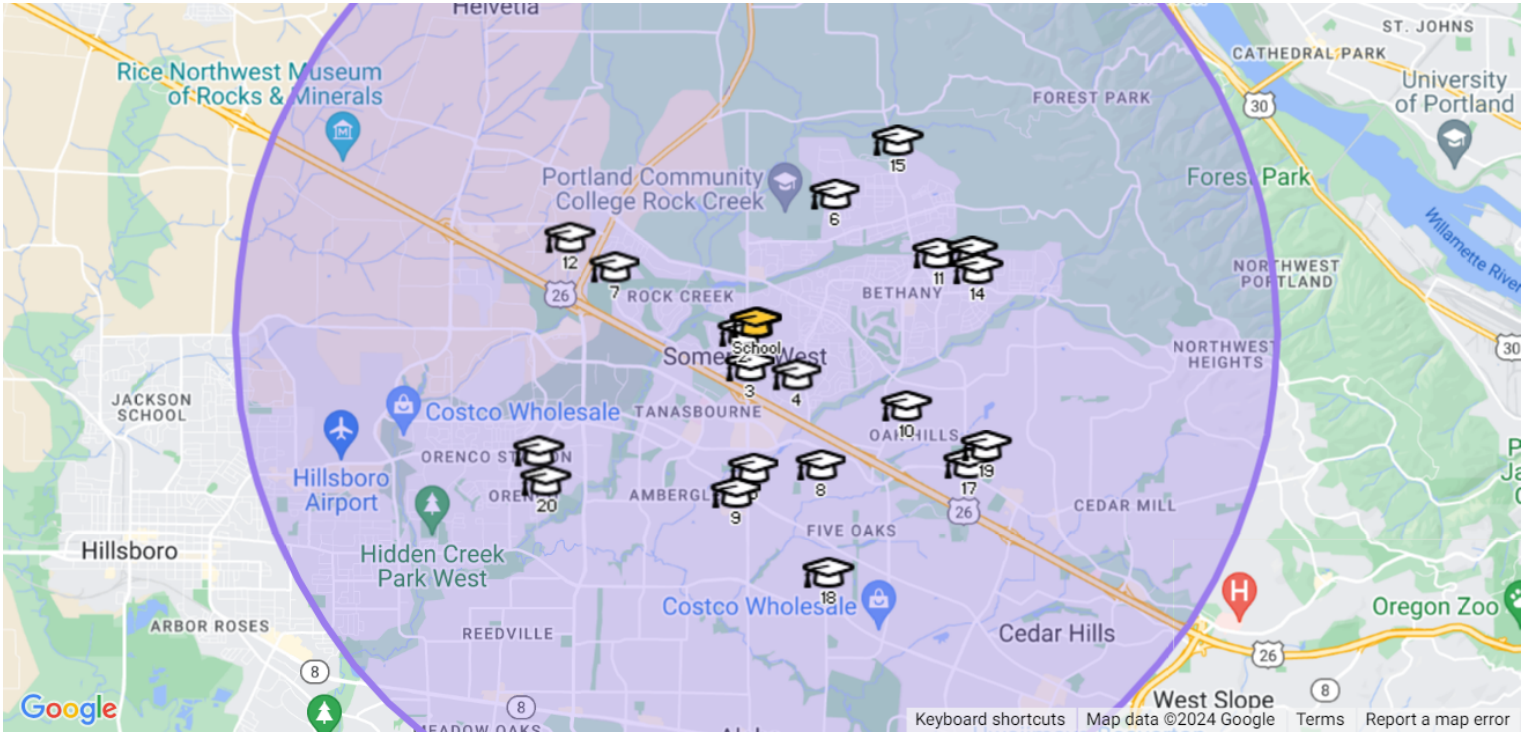 Helvetia
ST. JOHNS
CATHEDRAL PARK
Rice Northwest Museum
of Rocks & Minerals
University
of Portland
FOREST PARK
30
M
15
Portland Community
College Rock Creek
Forest Park
6
Willamette River
12
11
7
14
NORTHWEST
PORTLAND
26
ROCK CREEK
BETHANY
School
30
NORTHWEST
HEIGHTS
3
4
JACKSON
SCHOOL
Costco Wholesale
TANASBOURNE
10
OAK HILLS
ORENCO STATION
19
Hillsboro
Airport
8
17
20
9
26
CEDAR MILL
FIVE OAKS
Hillsboro
Hidden Creek
Park West
18
Costco Wholesale
H
Oregon Zoo
ARBOR ROSES
REEDVILLE
Cedar Hills
26
8
8
8
West Slope
Google
MEADOW OAKS
Keyboard shortcuts
Map data ©2024 Google
Terms
Report a map error